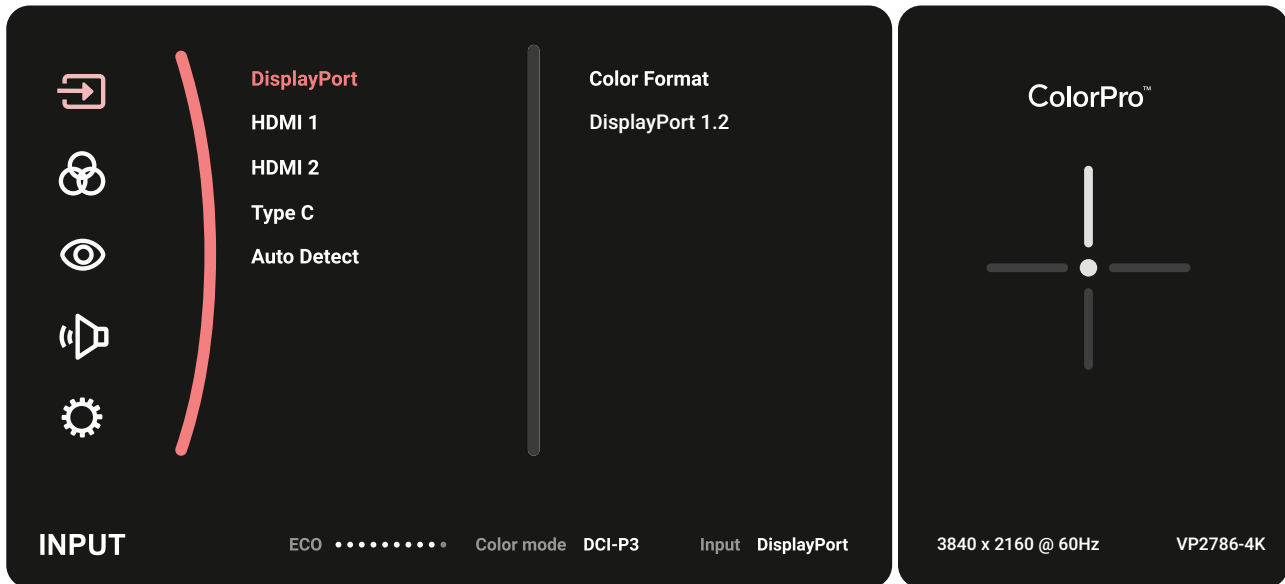 DisplayPort
HDMI 1
HDMI 2
Type C
Auto Detect
Color Format
DisplayPort 1.2
INPUT
ECO
Color mode DCI-P3
Input DisplayPort
ColorPro™
3840 x 2160 @ 60Hz
VP2786-4K